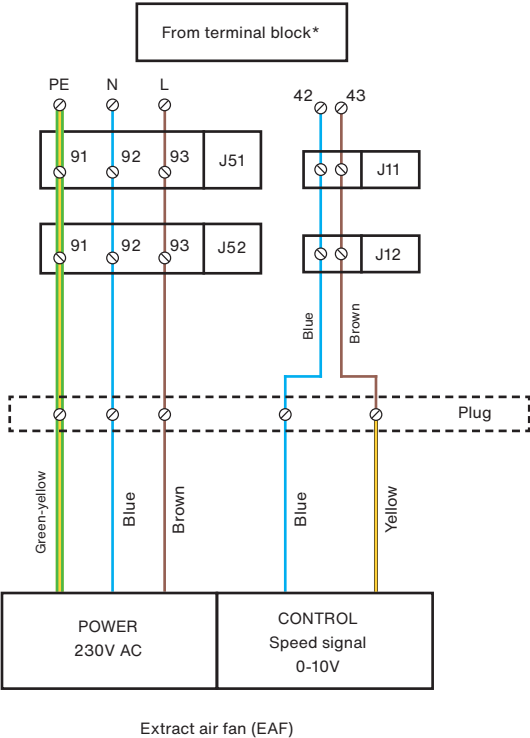 From terminal block*
PE N L
42 43
91 92 93 J51
J11
91 92 93 J52
J12
Blue
Brown
Plug
Green-yellow
Blue
Brown
Blue
Yellow
POWER
230V AC
CONTROL
Speed signal
0-10V
Extract air fan (EAF)